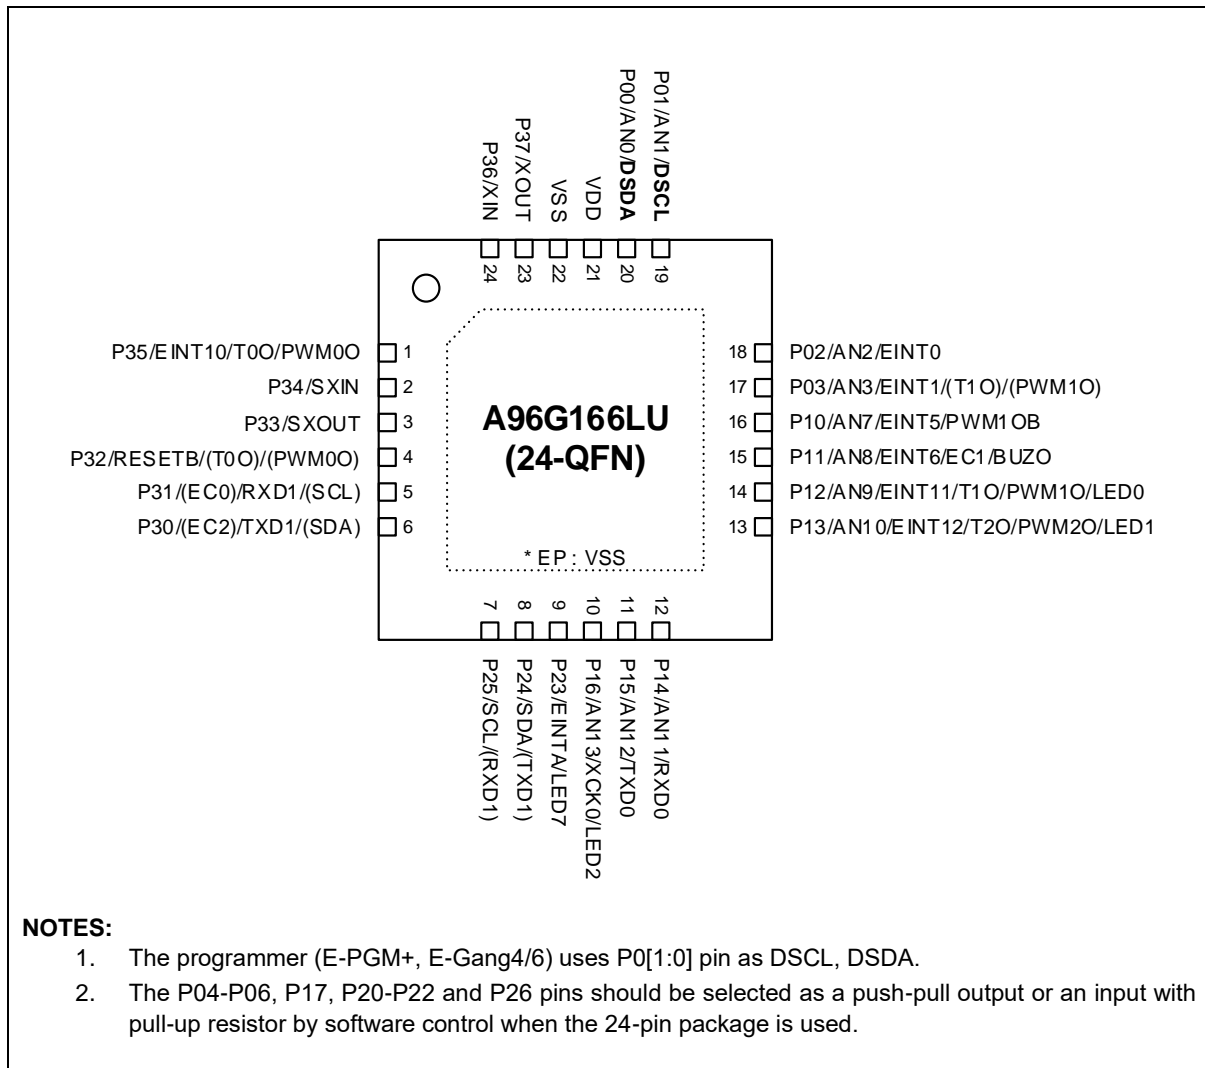 P36/XIN
P37/XOUT
VSS
VDD
P00/AN0/DSDA
P01/AN1/DSCL
24
23
22
21
20
19
P35/EINT10/T0O/PWM0O
1
P34/SXIN
2
P33/SXOUT
3
P32/RESETB/(T0O)/(PWM0O)
4
P31/(EC0)/RXD1/(SCL)
5
P30/(EC2)/TXD1/(SDA)
6
A96G166LU
(24-QFN)
* EP : VSS
18
P02/AN2/EINT0
17
P03/AN3/EINT1/(T1O)/(PWM1O)
16
P10/AN7/EINT5/PWM1OB
15
P11/AN8/EINT6/EC1/BUZO
14
P12/AN9/EINT11/T1O/PWM1O/LED0
13
P13/AN10/EINT12/T2O/PWM2O/LED1
7
8
9
10
11
12
P25/SCL/(RXD1)
P24/SDA/(TXD1)
P23/EINTA/LED7
P16/AN13/XCK0/LED2
P15/AN12/TXD0
P14/AN11/RXD0
NOTES:
1. The programmer (E-PGM+, E-Gang4/6) uses P0[1:0] pin as DSCL, DSDA.
2. The P04-P06, P17, P20-P22 and P26 pins should be selected as a push-pull output or an input with
pull-up resistor by software control when the 24-pin package is used.